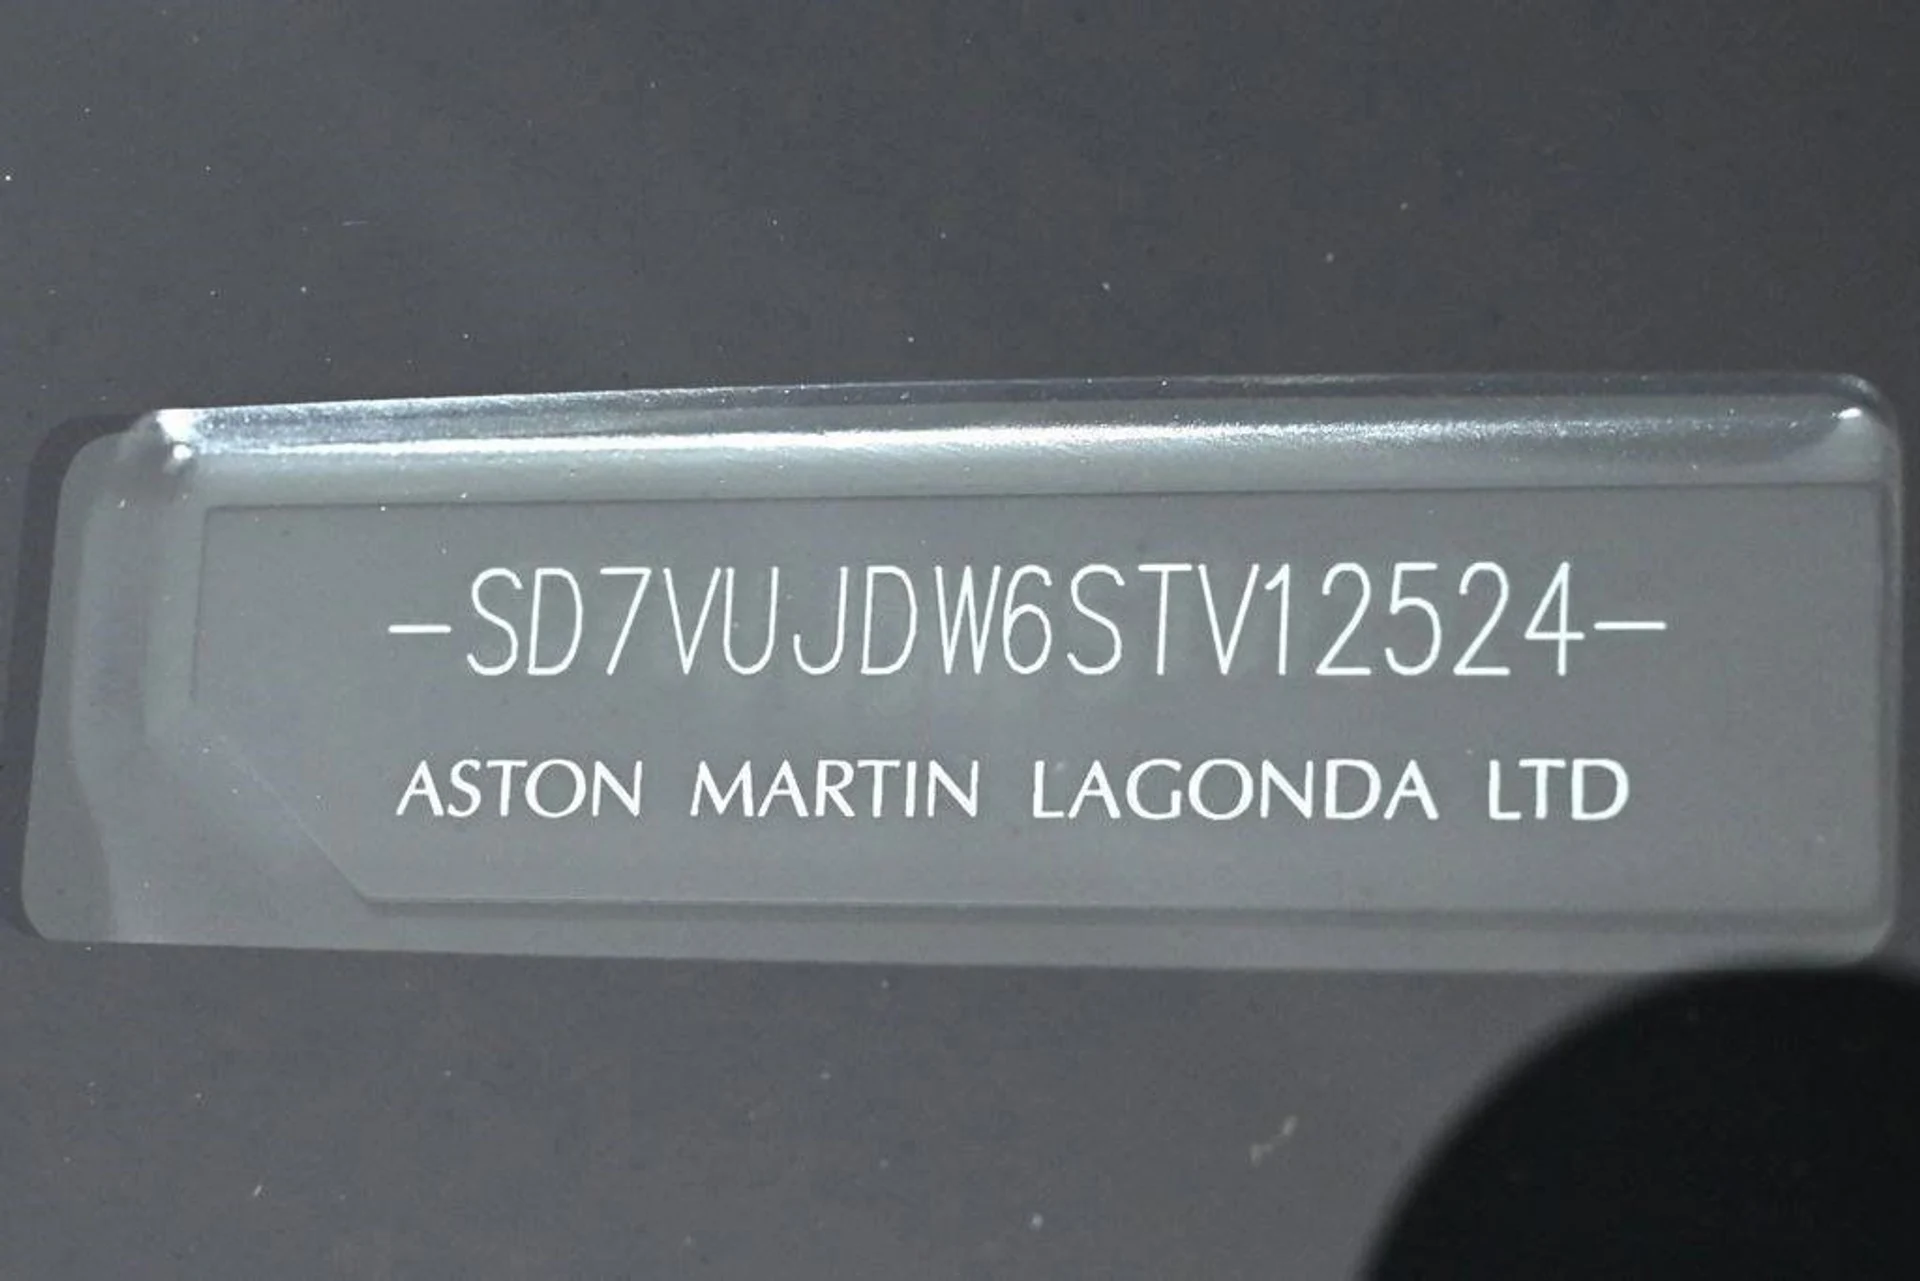 -SD7VUJDW6STV12524-
ASTON MARTIN LAGONDA LTD